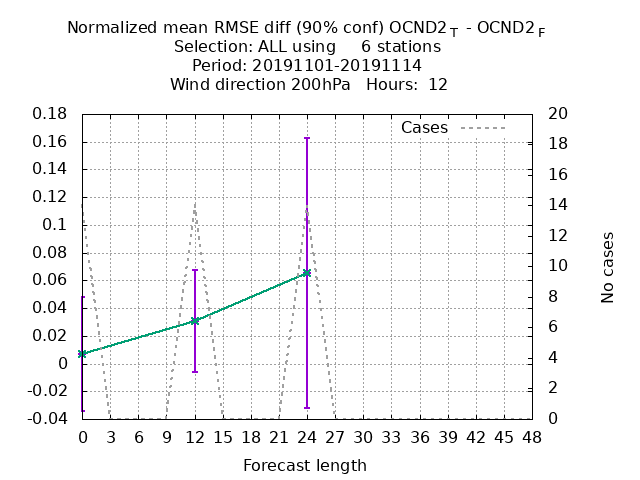 Normalized mean RMSE diff (90% conf) OCND2 T - OCND2 F
Selection: ALL using 6 stations
Period: 20191101-20191114
Wind direction 200hPa Hours: 12
Cases
0.18
0.16
0.14
0.12
0.1
0.08
0.06
0.04
0.02
0
-0.02
-0.04
20
18
16
14
12
10
8
6
4
2
0
No cases
0 3 6 9 12 15 18 21 24 27 30 33 36 39 42 45 48
Forecast length